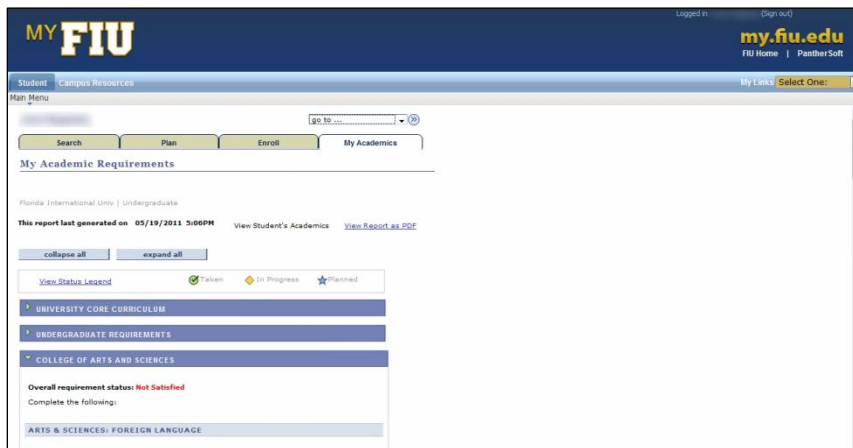 Logged in (Sign out)
MY FIU
my.fiu.edu
FIU Home | PantherSoft
Student Campus Resources
My Links Select One:
Main Menu
go to ...
Search Plan Enroll My Academics
My Academic Requirements
Florida International Univ | Undergraduate
This report last generated on 05/19/2011 5:06PM View Student's Academics View Report as PDF
collapse all expand all
View Status Legend Taken In Progress Planned
UNIVERSITY CORE CURRICULUM
UNDERGRADUATE REQUIREMENTS
COLLEGE OF ARTS AND SCIENCES
Overall requirement status: Not Satisfied
Complete the following:
ARTS & SCIENCES: FOREIGN LANGUAGE